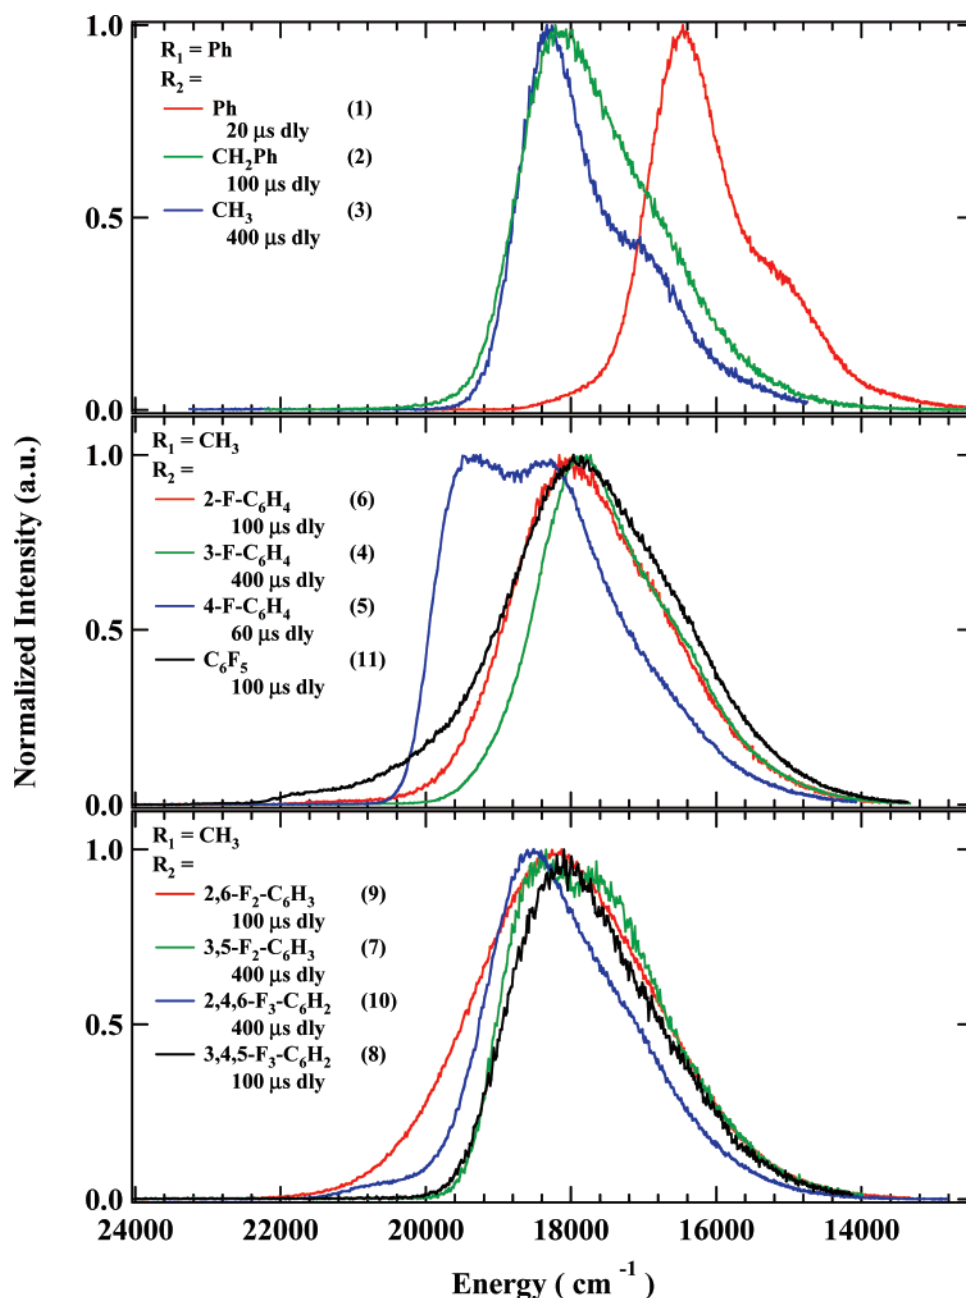 1.0
R1 = Ph
R2 =
Ph (1)
20 μs dly
CH2Ph (2)
100 μs dly
CH3 (3)
400 μs dly
0.5
0.0
1.0
R1 = CH3
R2 =
2-F-C6H4 (6)
100 μs dly
3-F-C6H4 (4)
400 μs dly
4-F-C6H4 (5)
60 μs dly
C6F5 (11)
100 μs dly
0.5
0.0
Normalized Intensity (a.u.)
1.0
R1 = CH3
R2 =
2,6-F2-C6H3 (9)
100 μs dly
3,5-F2-C6H3 (7)
400 μs dly
2,4,6-F3-C6H2 (10)
400 μs dly
3,4,5-F3-C6H2 (8)
100 μs dly
0.5
0.0
24000 22000 20000 18000 16000 14000
Energy ( cm -1 )